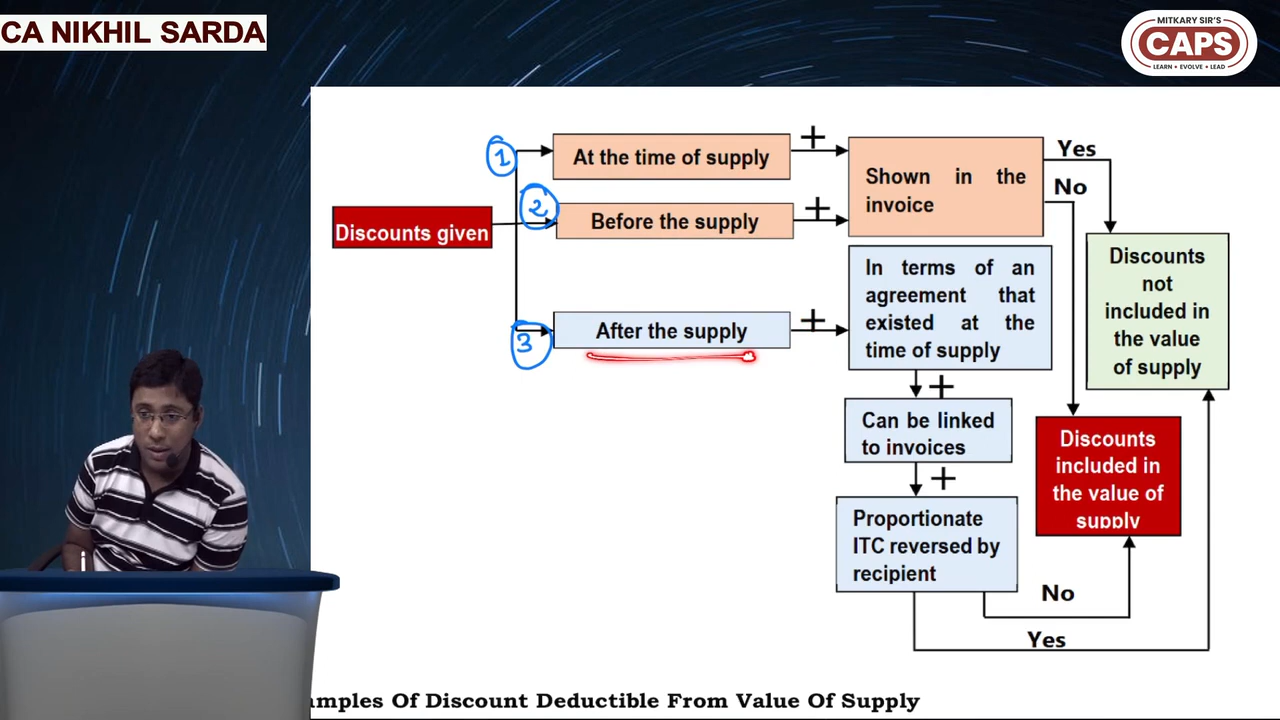 CA NIKHIL SARDA
MITKARY SIR'S
CAPS
LEARN • EVOLVE • LEAD
1
At the time of supply
+
Shown in the
invoice
Yes
No
2
Before the supply
+
Discounts given
Discounts
not
included in
the value
of supply
In terms of an
agreement that
existed at the
time of supply
3
After the supply
+
+
Can be linked
to invoices
+
Discounts
included in
the value of
supply
Proportionate
ITC reversed by
recipient
No
Yes
Of Discount Deductible From Value Of Supply